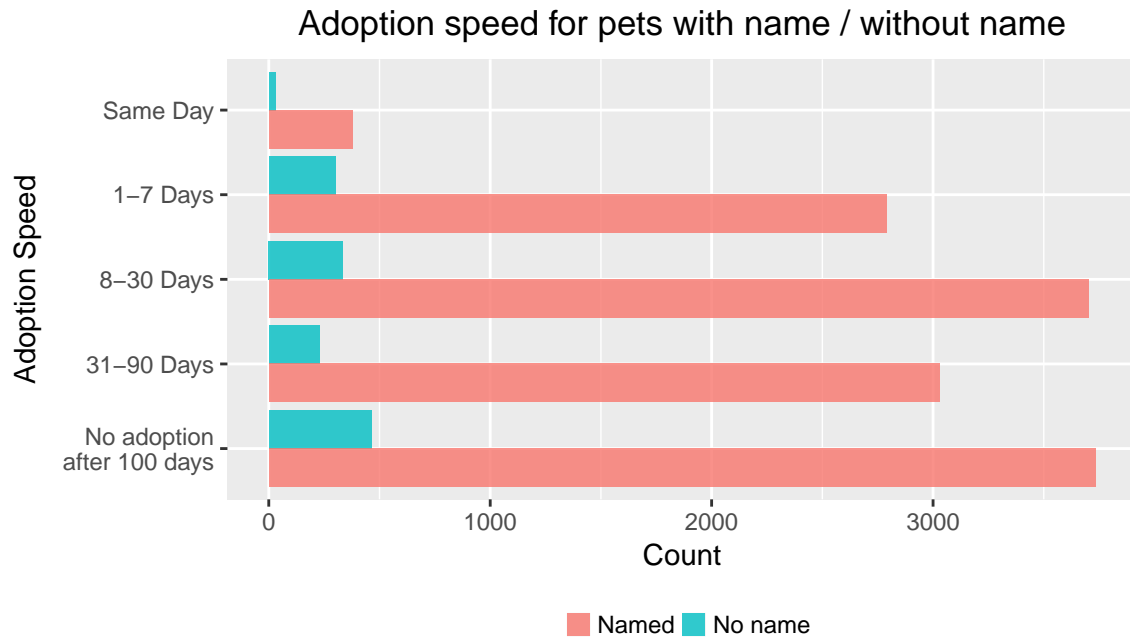 Adoption speed for pets with name / without name
Adoption Speed
Same Day
1−7 Days
8−30 Days
31−90 Days
No adoption
after 100 days
0 1000 2000 3000
Count
Named No name